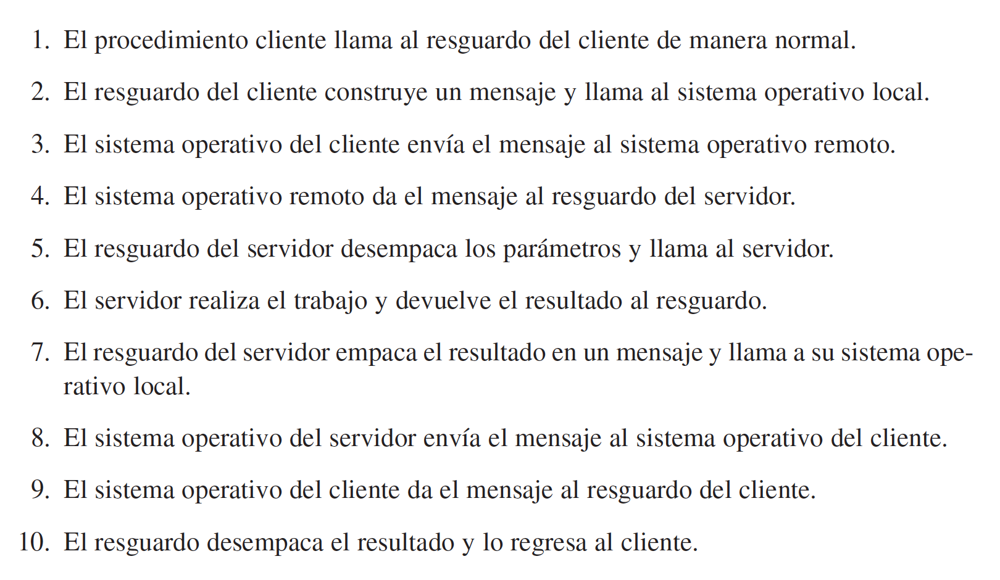 1. El procedimiento cliente llama al resguardo del cliente de manera normal.
2. El resguardo del cliente construye un mensaje y llama al sistema operativo local.
3. El sistema operativo del cliente envía el mensaje al sistema operativo remoto.
4. El sistema operativo remoto da el mensaje al resguardo del servidor.
5. El resguardo del servidor desempaca los parámetros y llama al servidor.
6. El servidor realiza el trabajo y devuelve el resultado al resguardo.
7. El resguardo del servidor empaca el resultado en un mensaje y llama a su sistema ope-
rativo local.
8. El sistema operativo del servidor envía el mensaje al sistema operativo del cliente.
9. El sistema operativo del cliente da el mensaje al resguardo del cliente.
10. El resguardo desempaca el resultado y lo regresa al cliente.